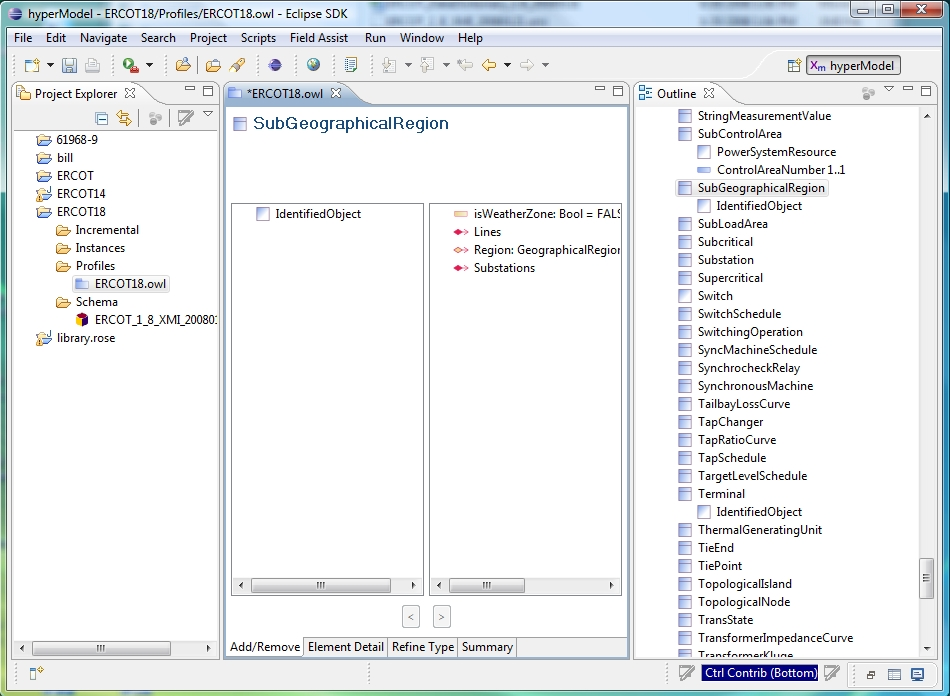 hyperModel - ERCOT18/Profiles/ERCOT18.owl - Eclipse SDK
File Edit Navigate Search Project Scripts Field Assist Run Window Help
hyperModel
Project Explorer
61968-9
bill
ERCOT
ERCOT14
ERCOT18
Incremental
Instances
Profiles
ERCOT18.owl
Schema
ERCOT_1_8_XMI_20080
library.rose
*ERCOT18.owl
SubGeographicalRegion
IdentifiedObject
isWeatherZone: Bool = FALS
Lines
Region: GeographicalRegion
Substations
< >
Add/Remove Element Detail Refine Type Summary
Outline
StringMeasurementValue
SubControlArea
PowerSystemResource
ControlAreaNumber 1..1
SubGeographicalRegion
IdentifiedObject
SubLoadArea
Subcritical
Substation
Supercritical
Switch
SwitchSchedule
SwitchingOperation
SyncMachineSchedule
SynchrocheckRelay
SynchronousMachine
TailbayLossCurve
TapChanger
TapRatioCurve
TapSchedule
TargetLevelSchedule
Terminal
IdentifiedObject
ThermalGeneratingUnit
TieEnd
TiePoint
TopologicalIsland
TopologicalNode
TransState
TransformerImpedanceCurve
TransformerKluge
Ctrl Contrib (Bottom)